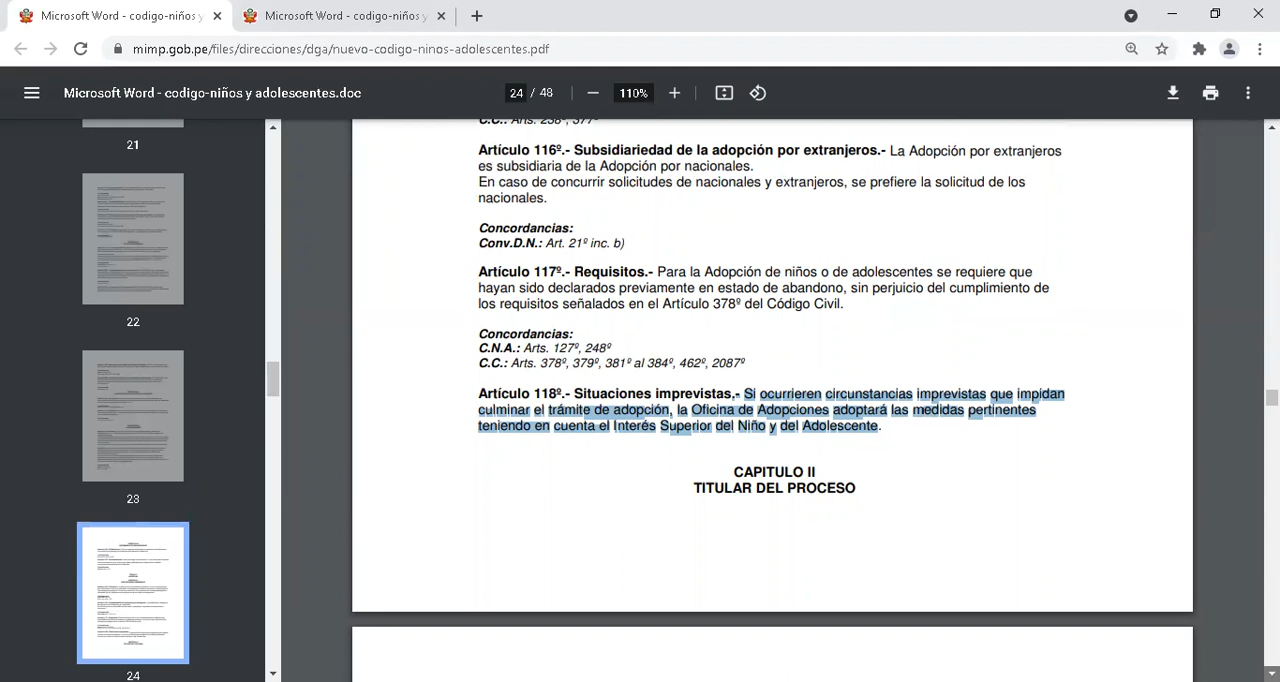 Microsoft Word - codigo-niños y
Microsoft Word - codigo-niños y
mimp.gob.pe/files/direcciones/dga/nuevo-codigo-ninos-adolescentes.pdf
Microsoft Word - codigo-niños y adolescentes.doc
24 / 48
110%
21
22
23
24
C.C.: Arts. 238º, 377º
Artículo 116º.- Subsidiariedad de la adopción por extranjeros.- La Adopción por extranjeros
es subsidiaria de la Adopción por nacionales.
En caso de concurrir solicitudes de nacionales y extranjeros, se prefiere la solicitud de los
nacionales.
Concordancias:
Conv.D.N.: Art. 21º inc. b)
Artículo 117º.- Requisitos.- Para la Adopción de niños o de adolescentes se requiere que
hayan sido declarados previamente en estado de abandono, sin perjuicio del cumplimiento de
los requisitos señalados en el Artículo 378º del Código Civil.
Concordancias:
C.N.A.: Arts. 127º, 248º
C.C.: Arts. 378º, 379º, 381º al 384º, 462º, 2087º
Artículo 118º.- Situaciones imprevistas.- Si ocurrieren circunstancias imprevistas que impidan
culminar el trámite de adopción, la Oficina de Adopciones adoptará las medidas pertinentes
teniendo en cuenta el Interés Superior del Niño y del Adolescente.
CAPITULO II
TITULAR DEL PROCESO